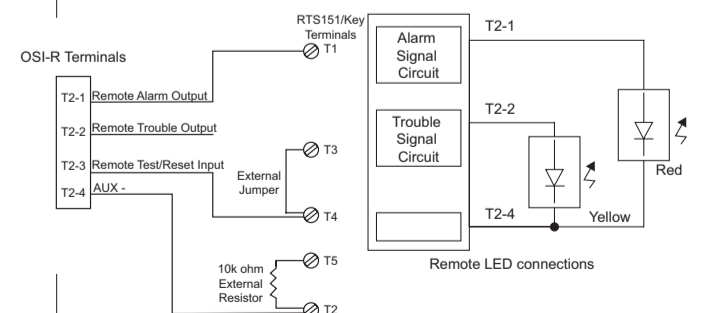 OSI-R Terminals
T2-1 Remote Alarm Output
T2-2 Remote Trouble Output
T2-3 Remote Test/Reset Input
T2-4 AUX -
RTS151/Key
Terminals
T1
T3
External
Jumper
T4
T5
10k ohm
External
Resistor
T2
Alarm
Signal
Circuit
Trouble
Signal
Circuit
T2-1
T2-2
T2-4
Red
Yellow
Remote LED connections